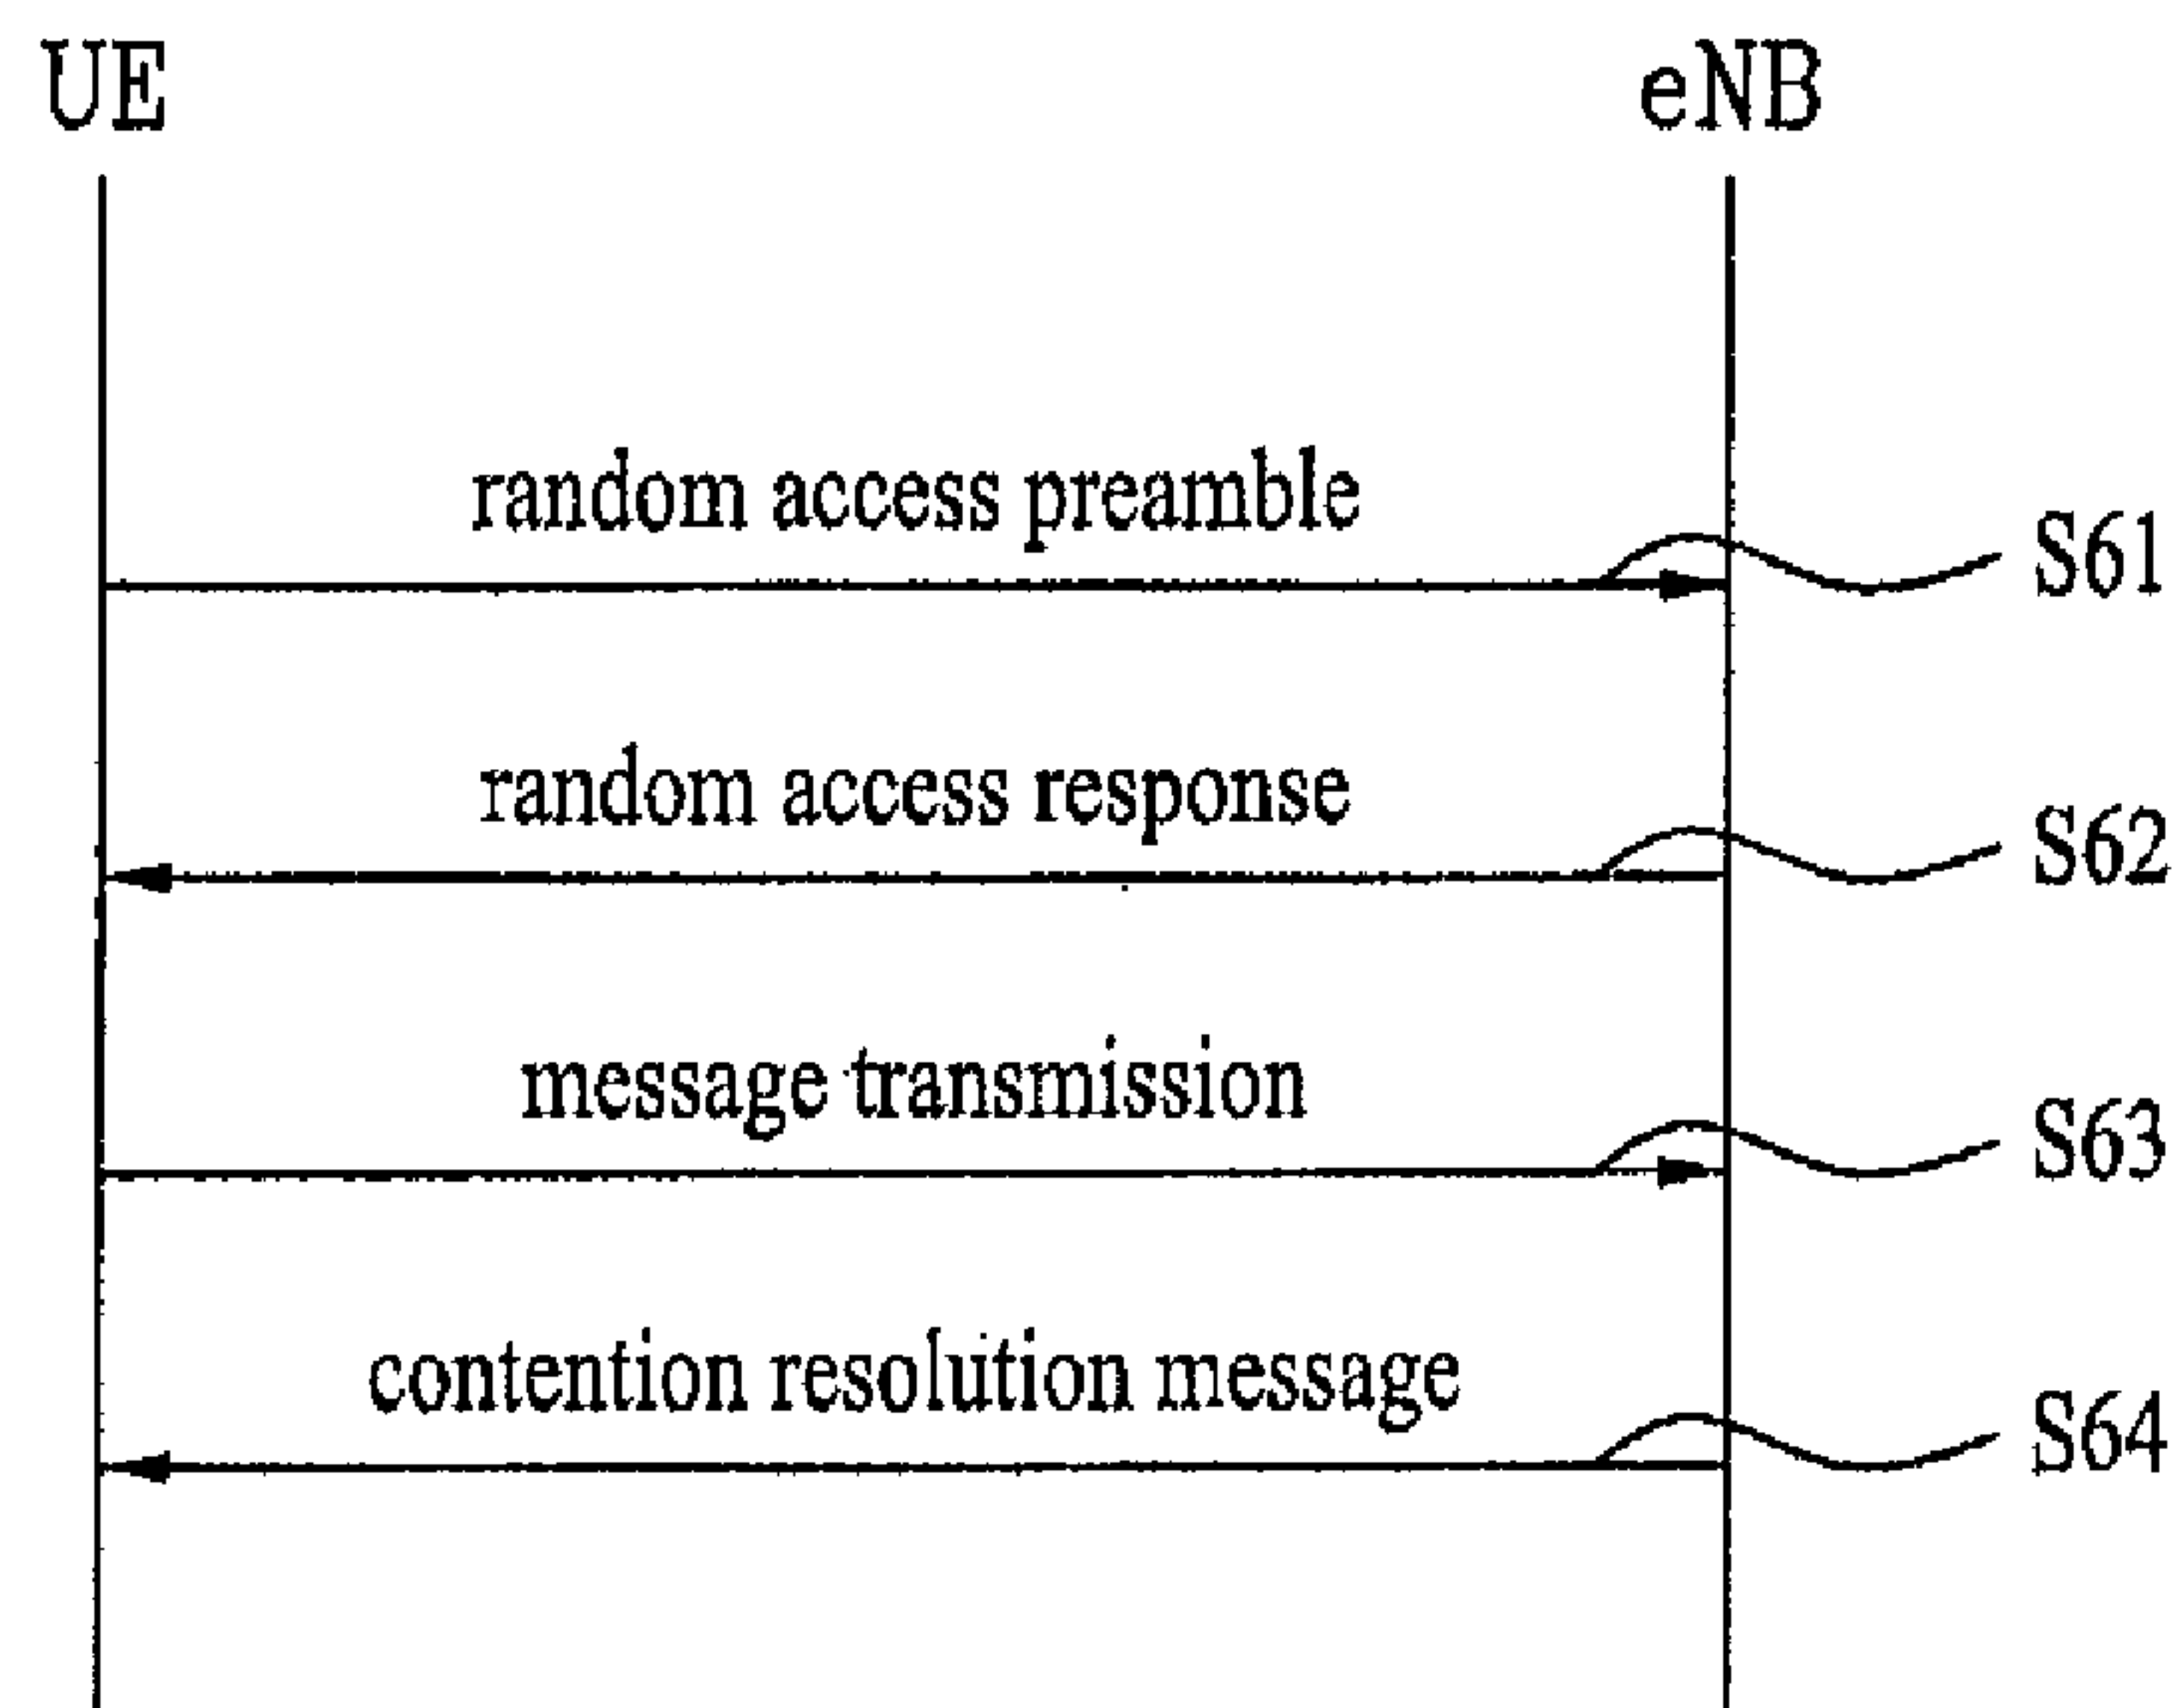 UE eNB
random access preamble
S61
random access response
S62
message transmission
S63
contention resolution message
S64